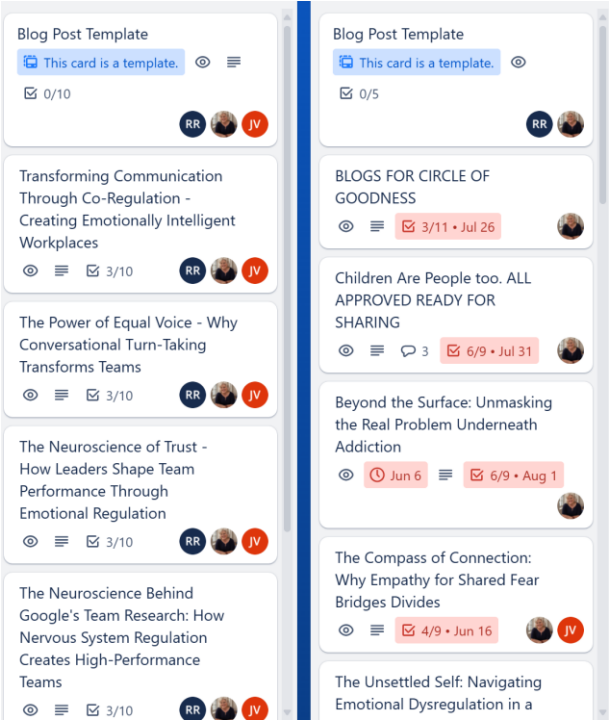 Blog Post Template
This card is a template.
0/10
RR JV
Transforming Communication
Through Co-Regulation -
Creating Emotionally Intelligent
Workplaces
3/10 RR JV
The Power of Equal Voice - Why
Conversational Turn-Taking
Transforms Teams
3/10 RR JV
The Neuroscience of Trust -
How Leaders Shape Team
Performance Through
Emotional Regulation
3/10 RR JV
The Neuroscience Behind
Google's Team Research: How
Nervous System Regulation
Creates High-Performance
Teams
3/10 RR JV
Blog Post Template
This card is a template.
0/5
RR
BLOGS FOR CIRCLE OF
GOODNESS
3/11 • Jul 26
Children Are People too. ALL
APPROVED READY FOR
SHARING
3 6/9 • Jul 31
Beyond the Surface: Unmasking
the Real Problem Underneath
Addiction
Jun 6 6/9 • Aug 1
The Compass of Connection:
Why Empathy for Shared Fear
Bridges Divides
4/9 • Jun 16 JV
The Unsettled Self: Navigating
Emotional Dysregulation in a